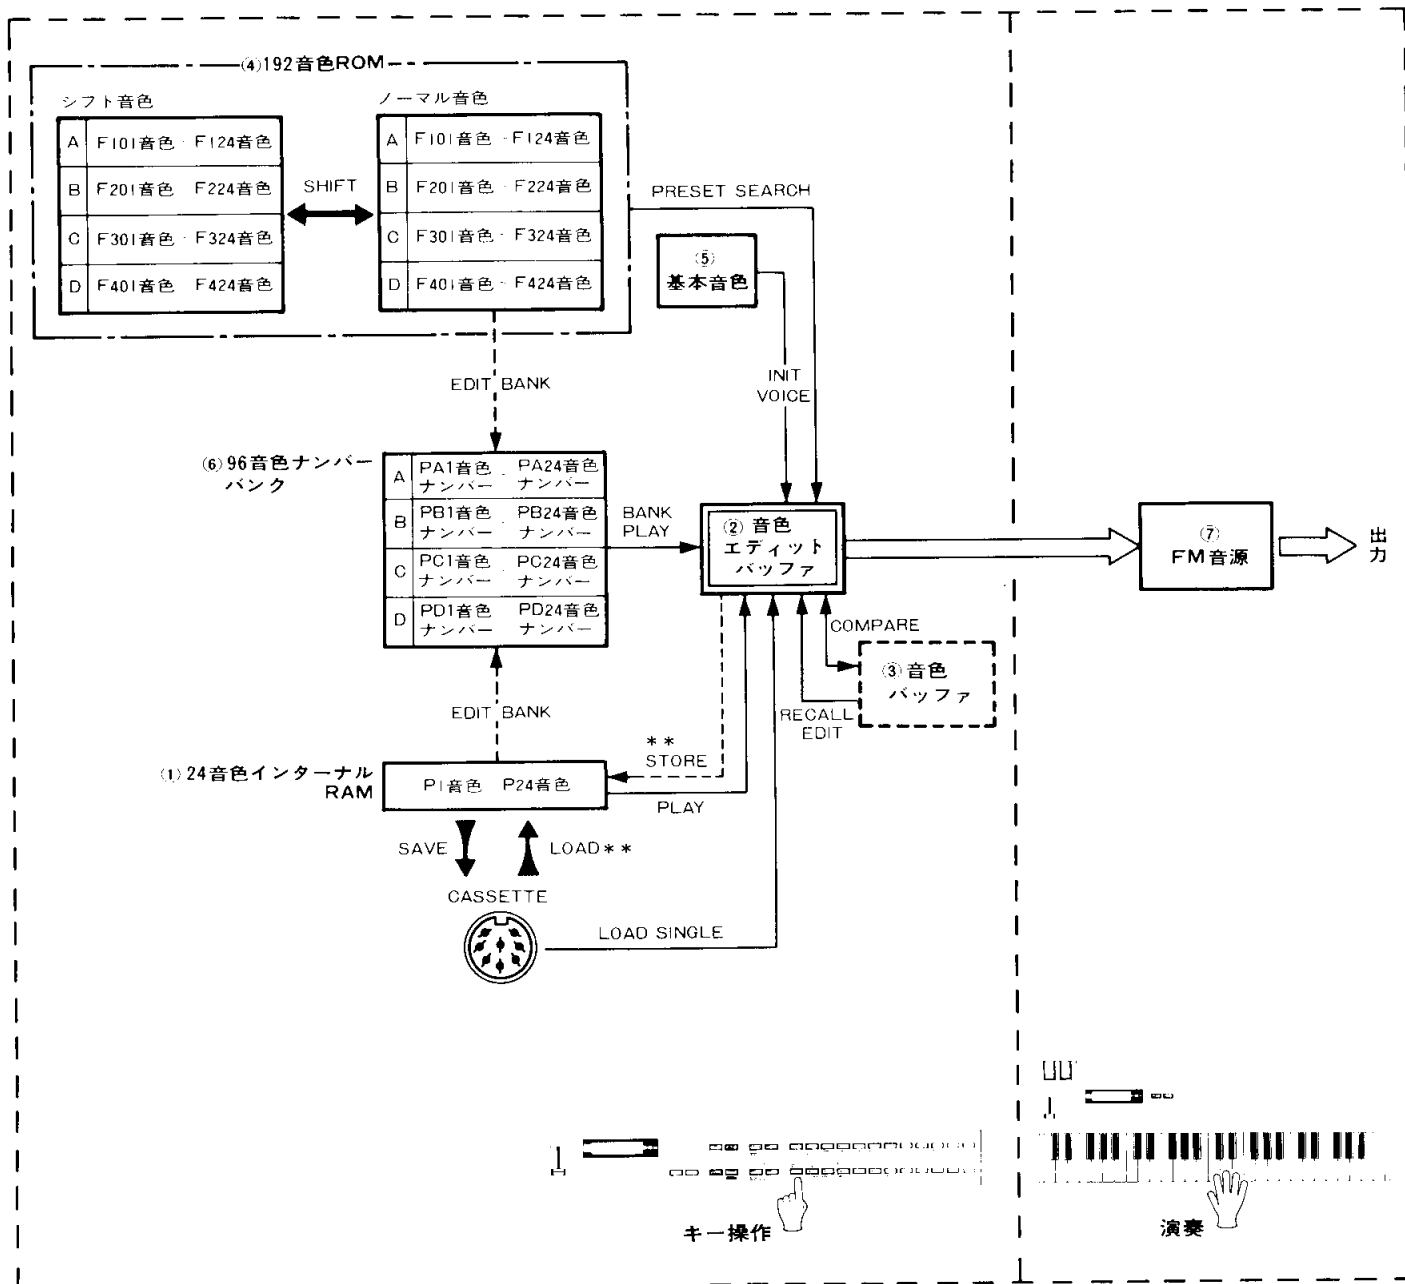 ④192音色ROM
シフト音色
A F101音色 - F124音色
B F201音色 F224音色
C F301音色 - F324音色
D F401音色 F424音色
SHIFT
ノーマル音色
A F101音色 - F124音色
B F201音色 - F224音色
C F301音色 - F324音色
D F401音色 - F424音色
PRESET SEARCH
⑤
基本音色
INIT
VOICE
EDIT BANK
⑥96音色ナンバー
バンク
A PA1音色 - PA24音色
ナンバー ナンバー
B PB1音色 - PB24音色
ナンバー ナンバー
C PC1音色 - PC24音色
ナンバー ナンバー
D PD1音色 PD24音色
ナンバー ナンバー
BANK
PLAY
② 音色
エディット
バッファ
⑦
FM音源
出力
COMPARE
③音色
バッファ
RECALL
EDIT
EDIT BANK
**
STORE
①24音色インターナル
RAM
P1音色 P24音色
PLAY
SAVE
LOAD**
CASSETTE
LOAD SINGLE
キー操作
演奏